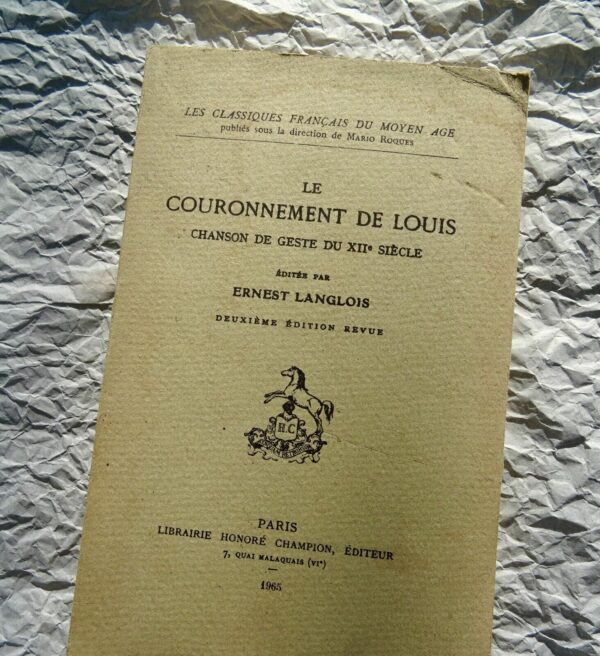 LES CLASSIQUES FRANÇAIS DU MOYEN AGE
publiés sous la direction de MARIO ROQUES
LE
COURONNEMENT DE LOUIS
CHANSON DE GESTE DU XIIe SIÈCLE
ÉDITÉE PAR
ERNEST LANGLOIS
DEUXIÈME ÉDITION REVUE
H.C
PARIS
LIBRAIRIE HONORÉ CHAMPION, ÉDITEUR
7, QUAI MALAQUAIS (VIe)
1965